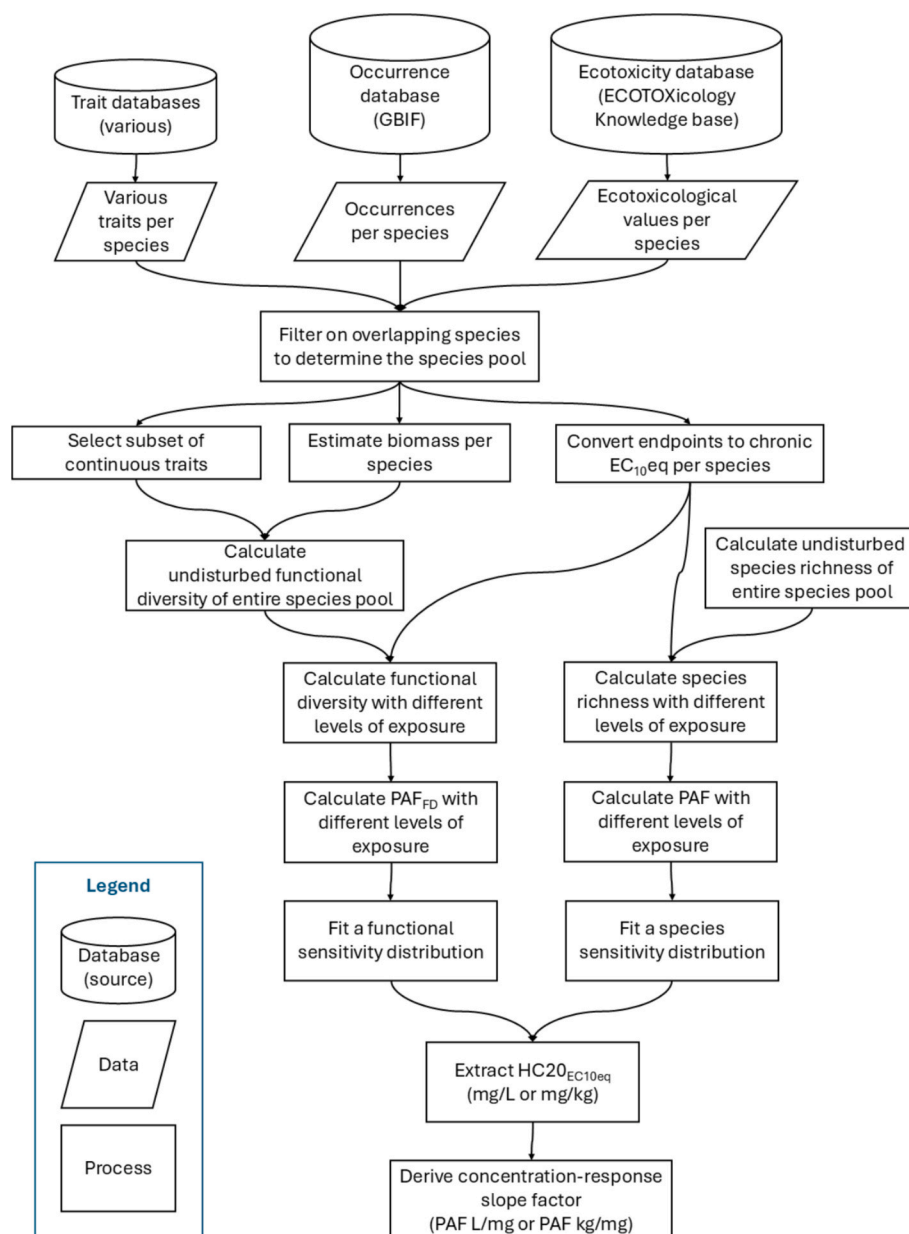 Trait databases
(various)
Occurrence
database
(GBIF)
Ecotoxicity database
(ECOTOXicology
Knowledge base)
Various
traits per
species
Occurrences
per species
Ecotoxicological
values per
species
Filter on overlapping species
to determine the species pool
Select subset of
continuous traits
Estimate biomass per
species
Convert endpoints to chronic
EC₁₀eq per species
Calculate
undisturbed functional
diversity of entire species pool
Calculate undisturbed
species richness of
entire species pool
Calculate functional
diversity with different
levels of exposure
Calculate species
richness with different
levels of exposure
Calculate PAF_FD with
different levels of
exposure
Calculate PAF with
different levels of
exposure
Fit a functional
sensitivity distribution
Fit a species
sensitivity distribution
Extract HC20_EC10eq
(mg/L or mg/kg)
Derive concentration-response
slope factor
(PAF L/mg or PAF kg/mg)
Legend
Database
(source)
Data
Process